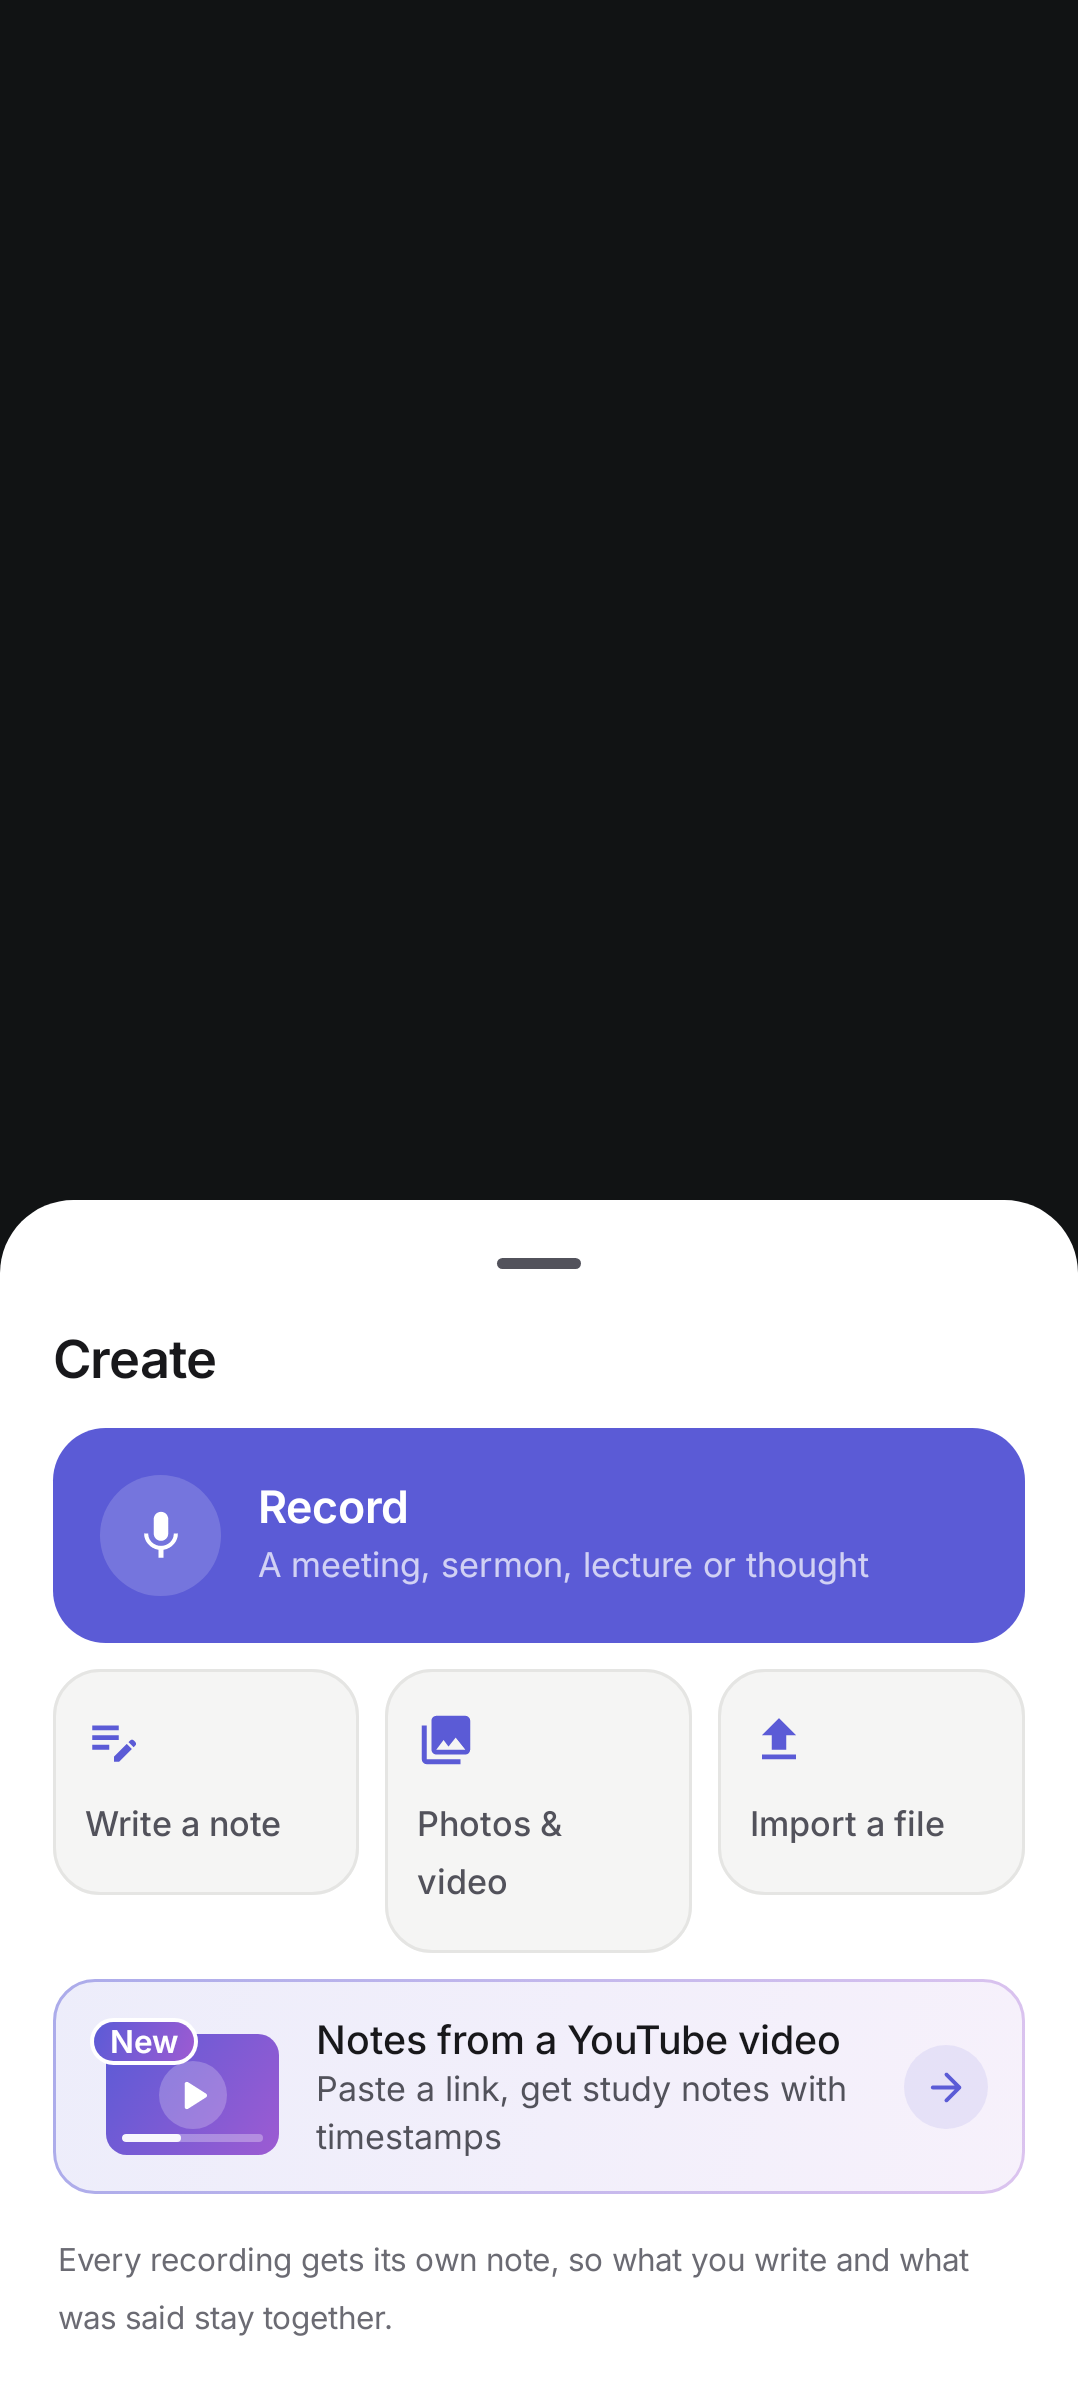 Create
Record
A meeting, sermon, lecture or thought
Write a note
Photos &
video
Import a file
New
Notes from a YouTube video
Paste a link, get study notes with
timestamps
Every recording gets its own note, so what you write and what
was said stay together.